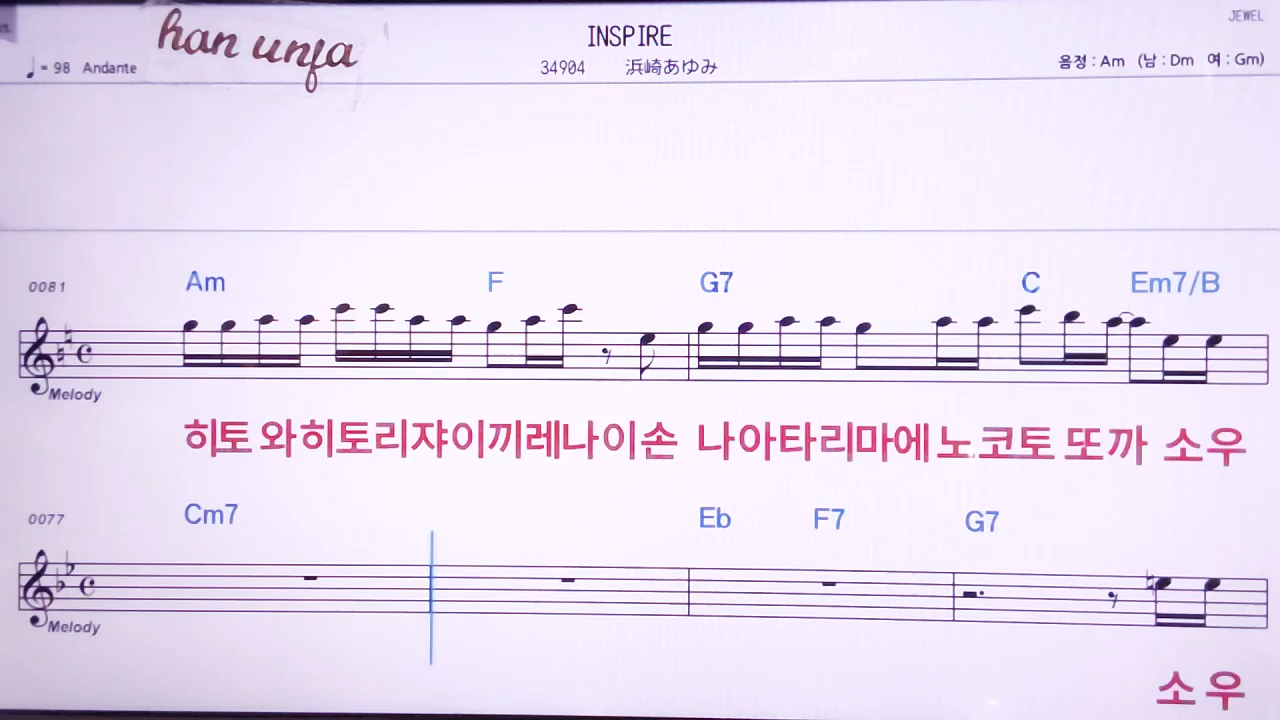 JEWEL
han unfa
INSPIRE
♩= 98 Andante
34904 浜崎あゆみ
음정 : Am (남 : Dm 여 : Gm)
0081 Am F G7 C Em7/B
Melody
히토 와히토리쟈이끼레나이손 나아타리마에 노코토 또까 소우
0077 Cm7 Eb F7 G7
Melody
소우